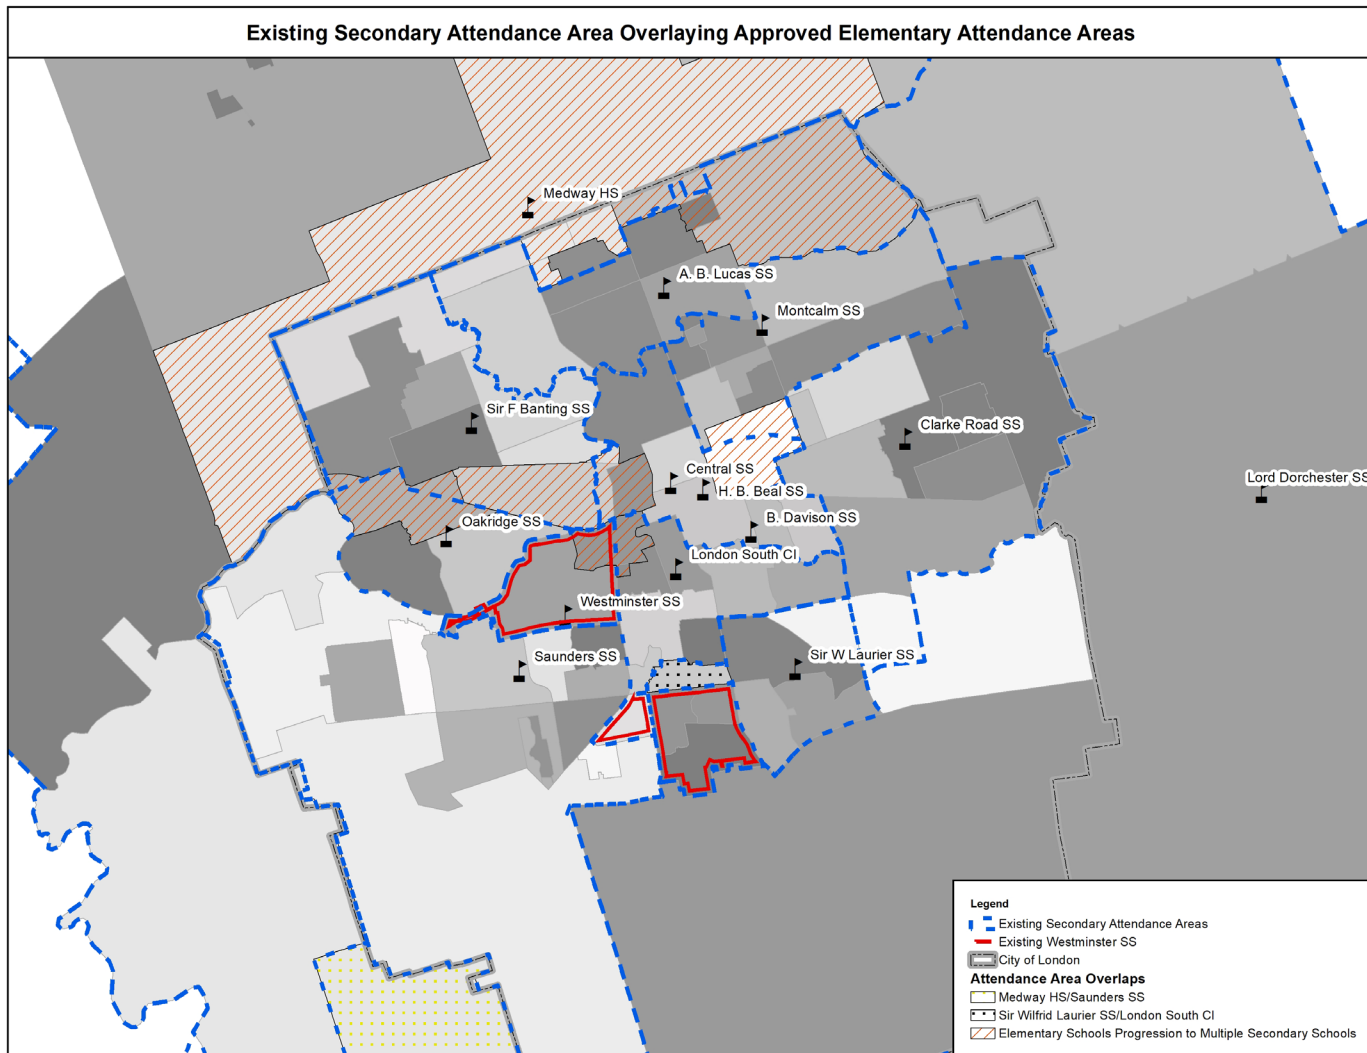 Existing Secondary Attendance Area Overlaying Approved Elementary Attendance Areas
Medway HS
A. B. Lucas SS
Montcalm SS
Sir F Banting SS
Clarke Road SS
Central SS
Lord Dorchester SS
H. B. Beal SS
Oakridge SS
B. Davison SS
London South CI
Westminster SS
Saunders SS
Sir W Laurier SS
Legend
Existing Secondary Attendance Areas
Existing Westminster SS
City of London
Attendance Area Overlaps
Medway HS/Saunders SS
Sir Wilfrid Laurier SS/London South CI
Elementary Schools Progression to Multiple Secondary Schools